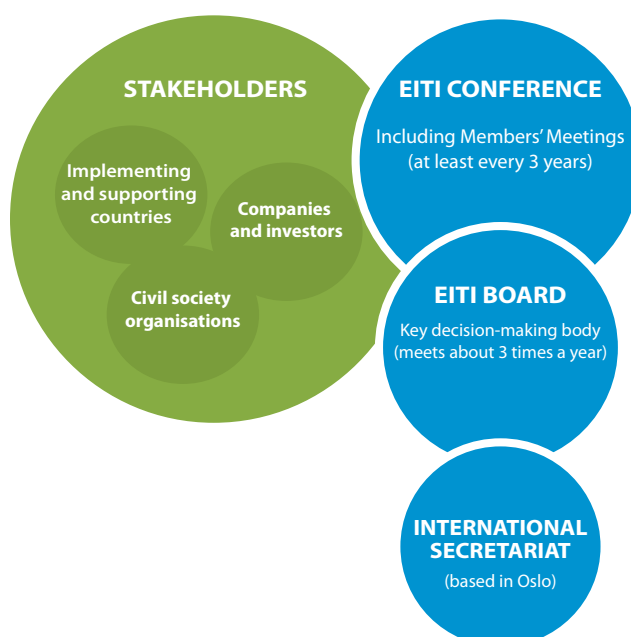 STAKEHOLDERS
Implementing
and supporting
countries
Companies
and investors
Civil society
organisations
EITI CONFERENCE
Including Members' Meetings
(at least every 3 years)
EITI BOARD
Key decision-making body
(meets about 3 times a year)
INTERNATIONAL
SECRETARIAT
(based in Oslo)